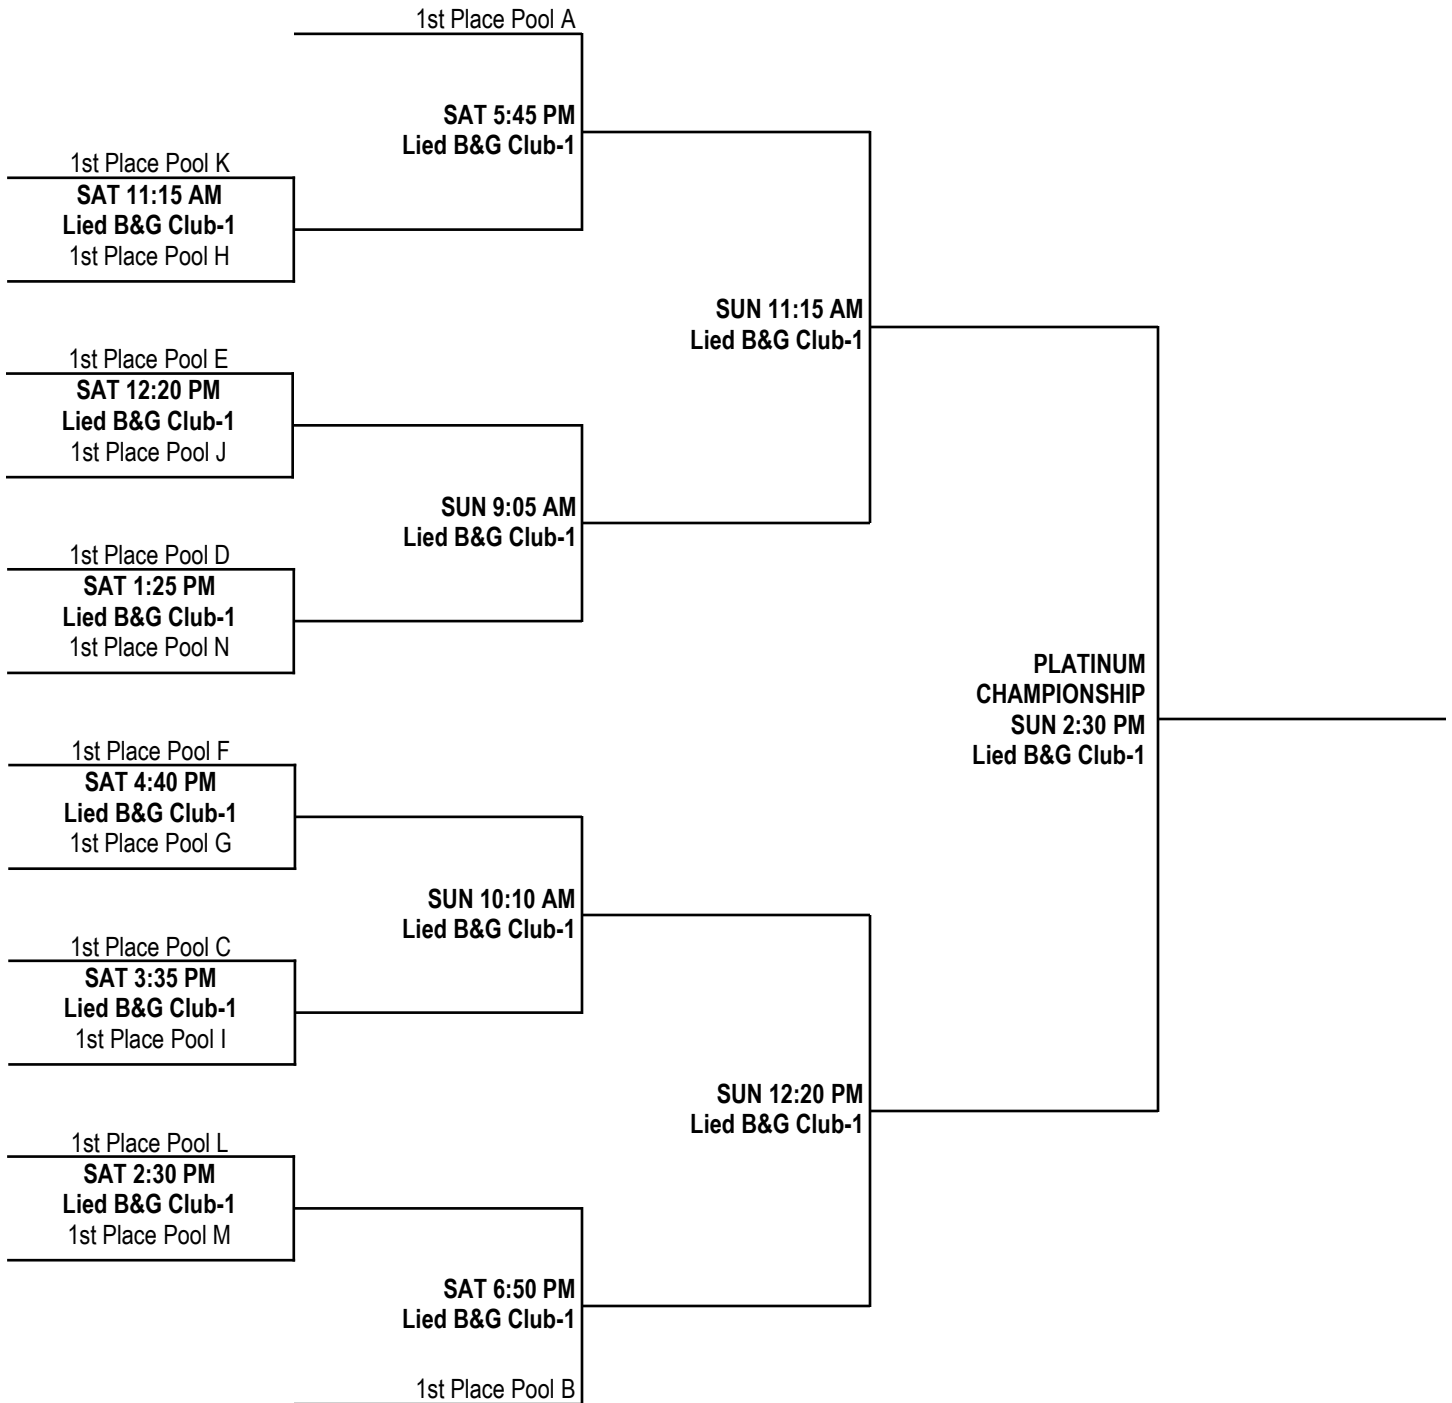 1st Place Pool A
SAT 5:45 PM
Lied B&G Club-1
1st Place Pool K
SAT 11:15 AM
Lied B&G Club-1
1st Place Pool H
SUN 11:15 AM
Lied B&G Club-1
1st Place Pool E
SAT 12:20 PM
Lied B&G Club-1
1st Place Pool J
SUN 9:05 AM
Lied B&G Club-1
1st Place Pool D
SAT 1:25 PM
Lied B&G Club-1
1st Place Pool N
PLATINUM
CHAMPIONSHIP
SUN 2:30 PM
Lied B&G Club-1
1st Place Pool F
SAT 4:40 PM
Lied B&G Club-1
1st Place Pool G
SUN 10:10 AM
Lied B&G Club-1
1st Place Pool C
SAT 3:35 PM
Lied B&G Club-1
1st Place Pool I
SUN 12:20 PM
Lied B&G Club-1
1st Place Pool L
SAT 2:30 PM
Lied B&G Club-1
1st Place Pool M
SAT 6:50 PM
Lied B&G Club-1
1st Place Pool B